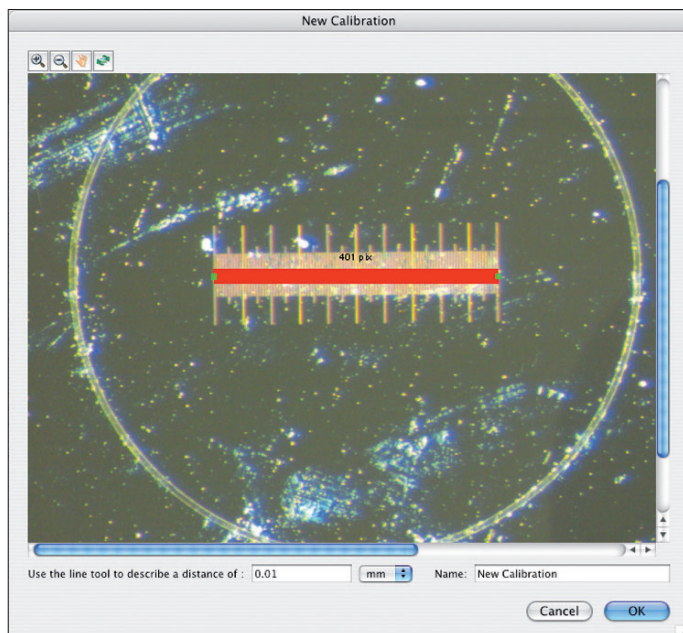 New Calibration
401 pix
Use the line tool to describe a distance of : 0.01 mm Name: New Calibration
Cancel OK